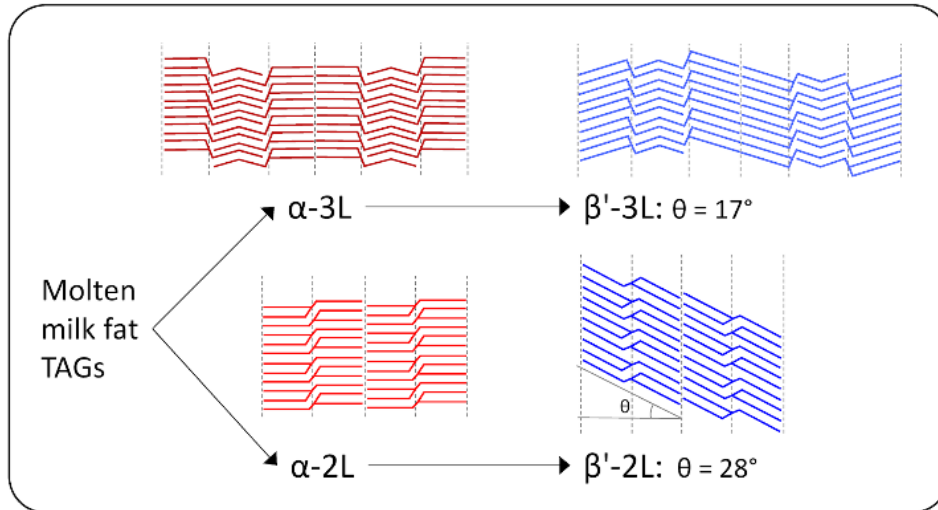 α-3L
β'-3L: θ = 17°
Molten
milk fat
TAGs
θ
α-2L
β'-2L: θ = 28°